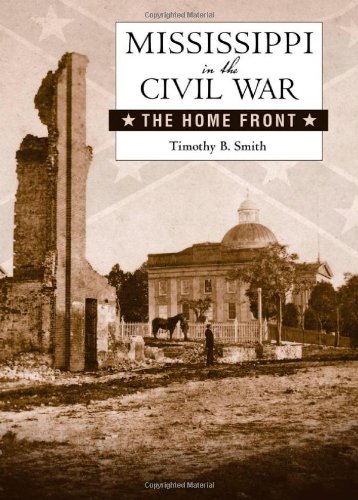 Copyrighted Material
MISSISSIPPI
in the
CIVIL WAR
★ THE HOME FRONT ★
Timothy B. Smith
Copyrighted Material